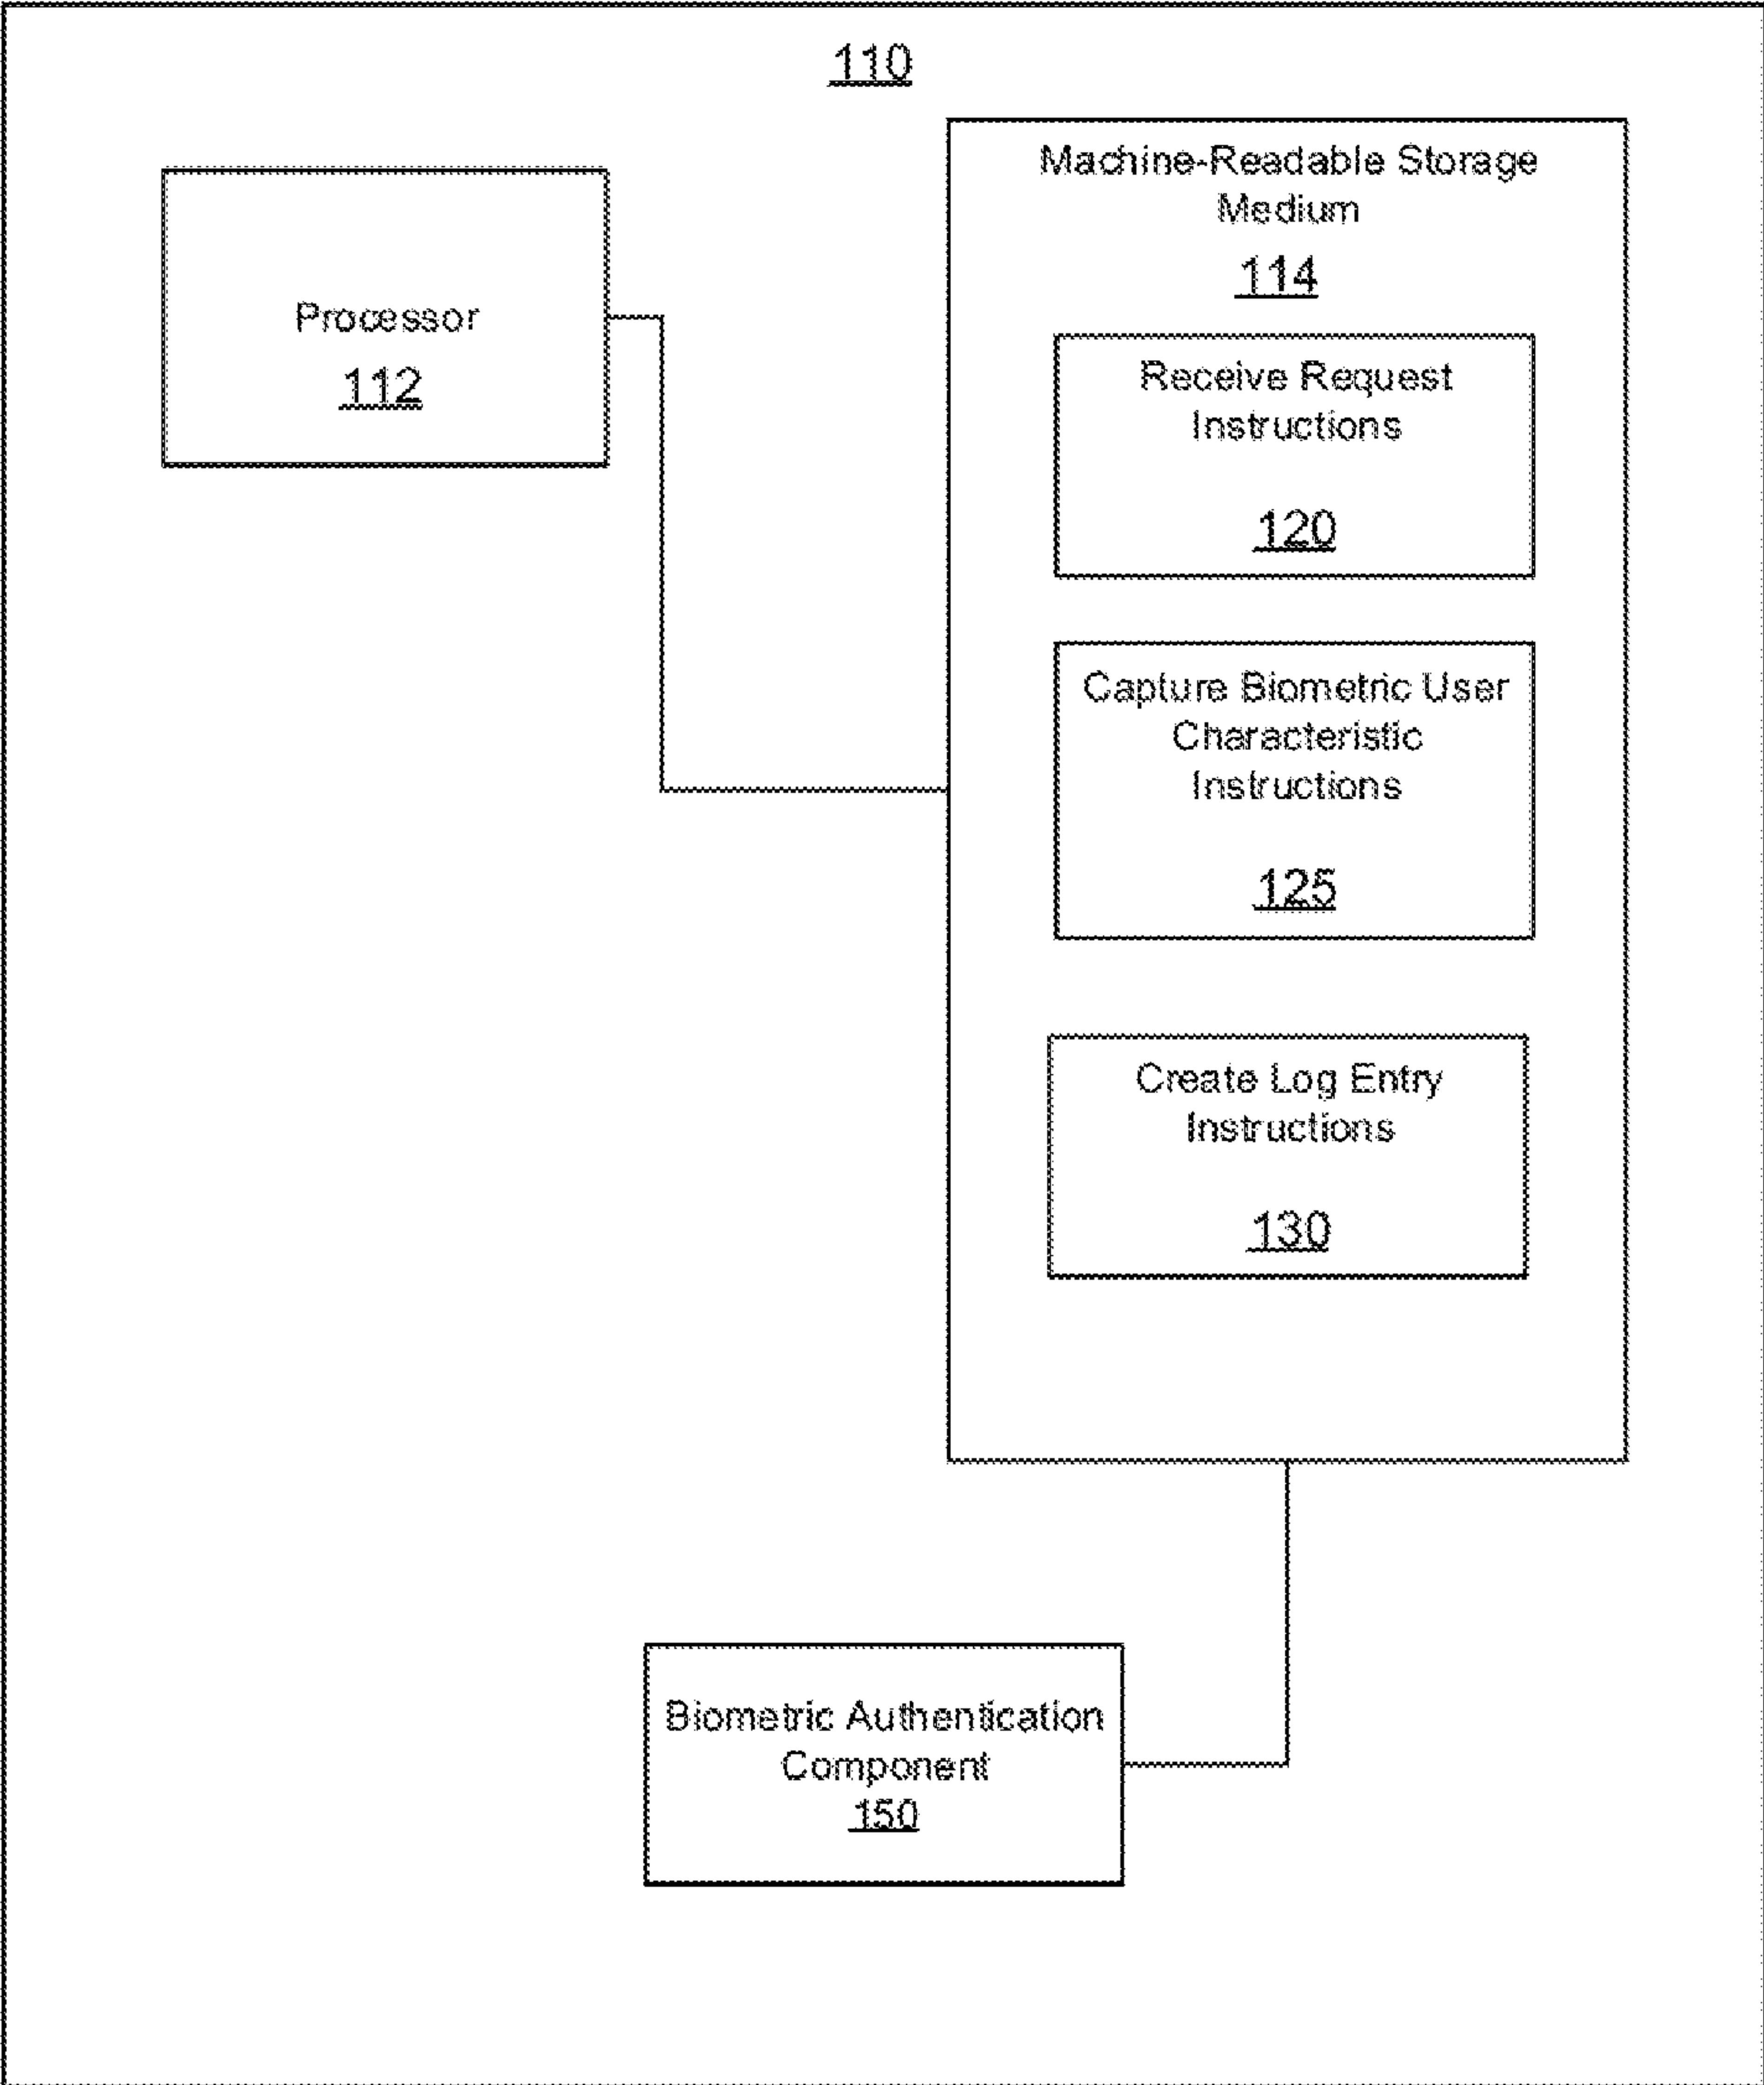 110
Processor
112
Machine-Readable Storage
Medium
114
Receive Request
Instructions
120
Capture Biometric User
Characteristic
Instructions
125
Create Log Entry
Instructions
130
Biometric Authentication
Component
150